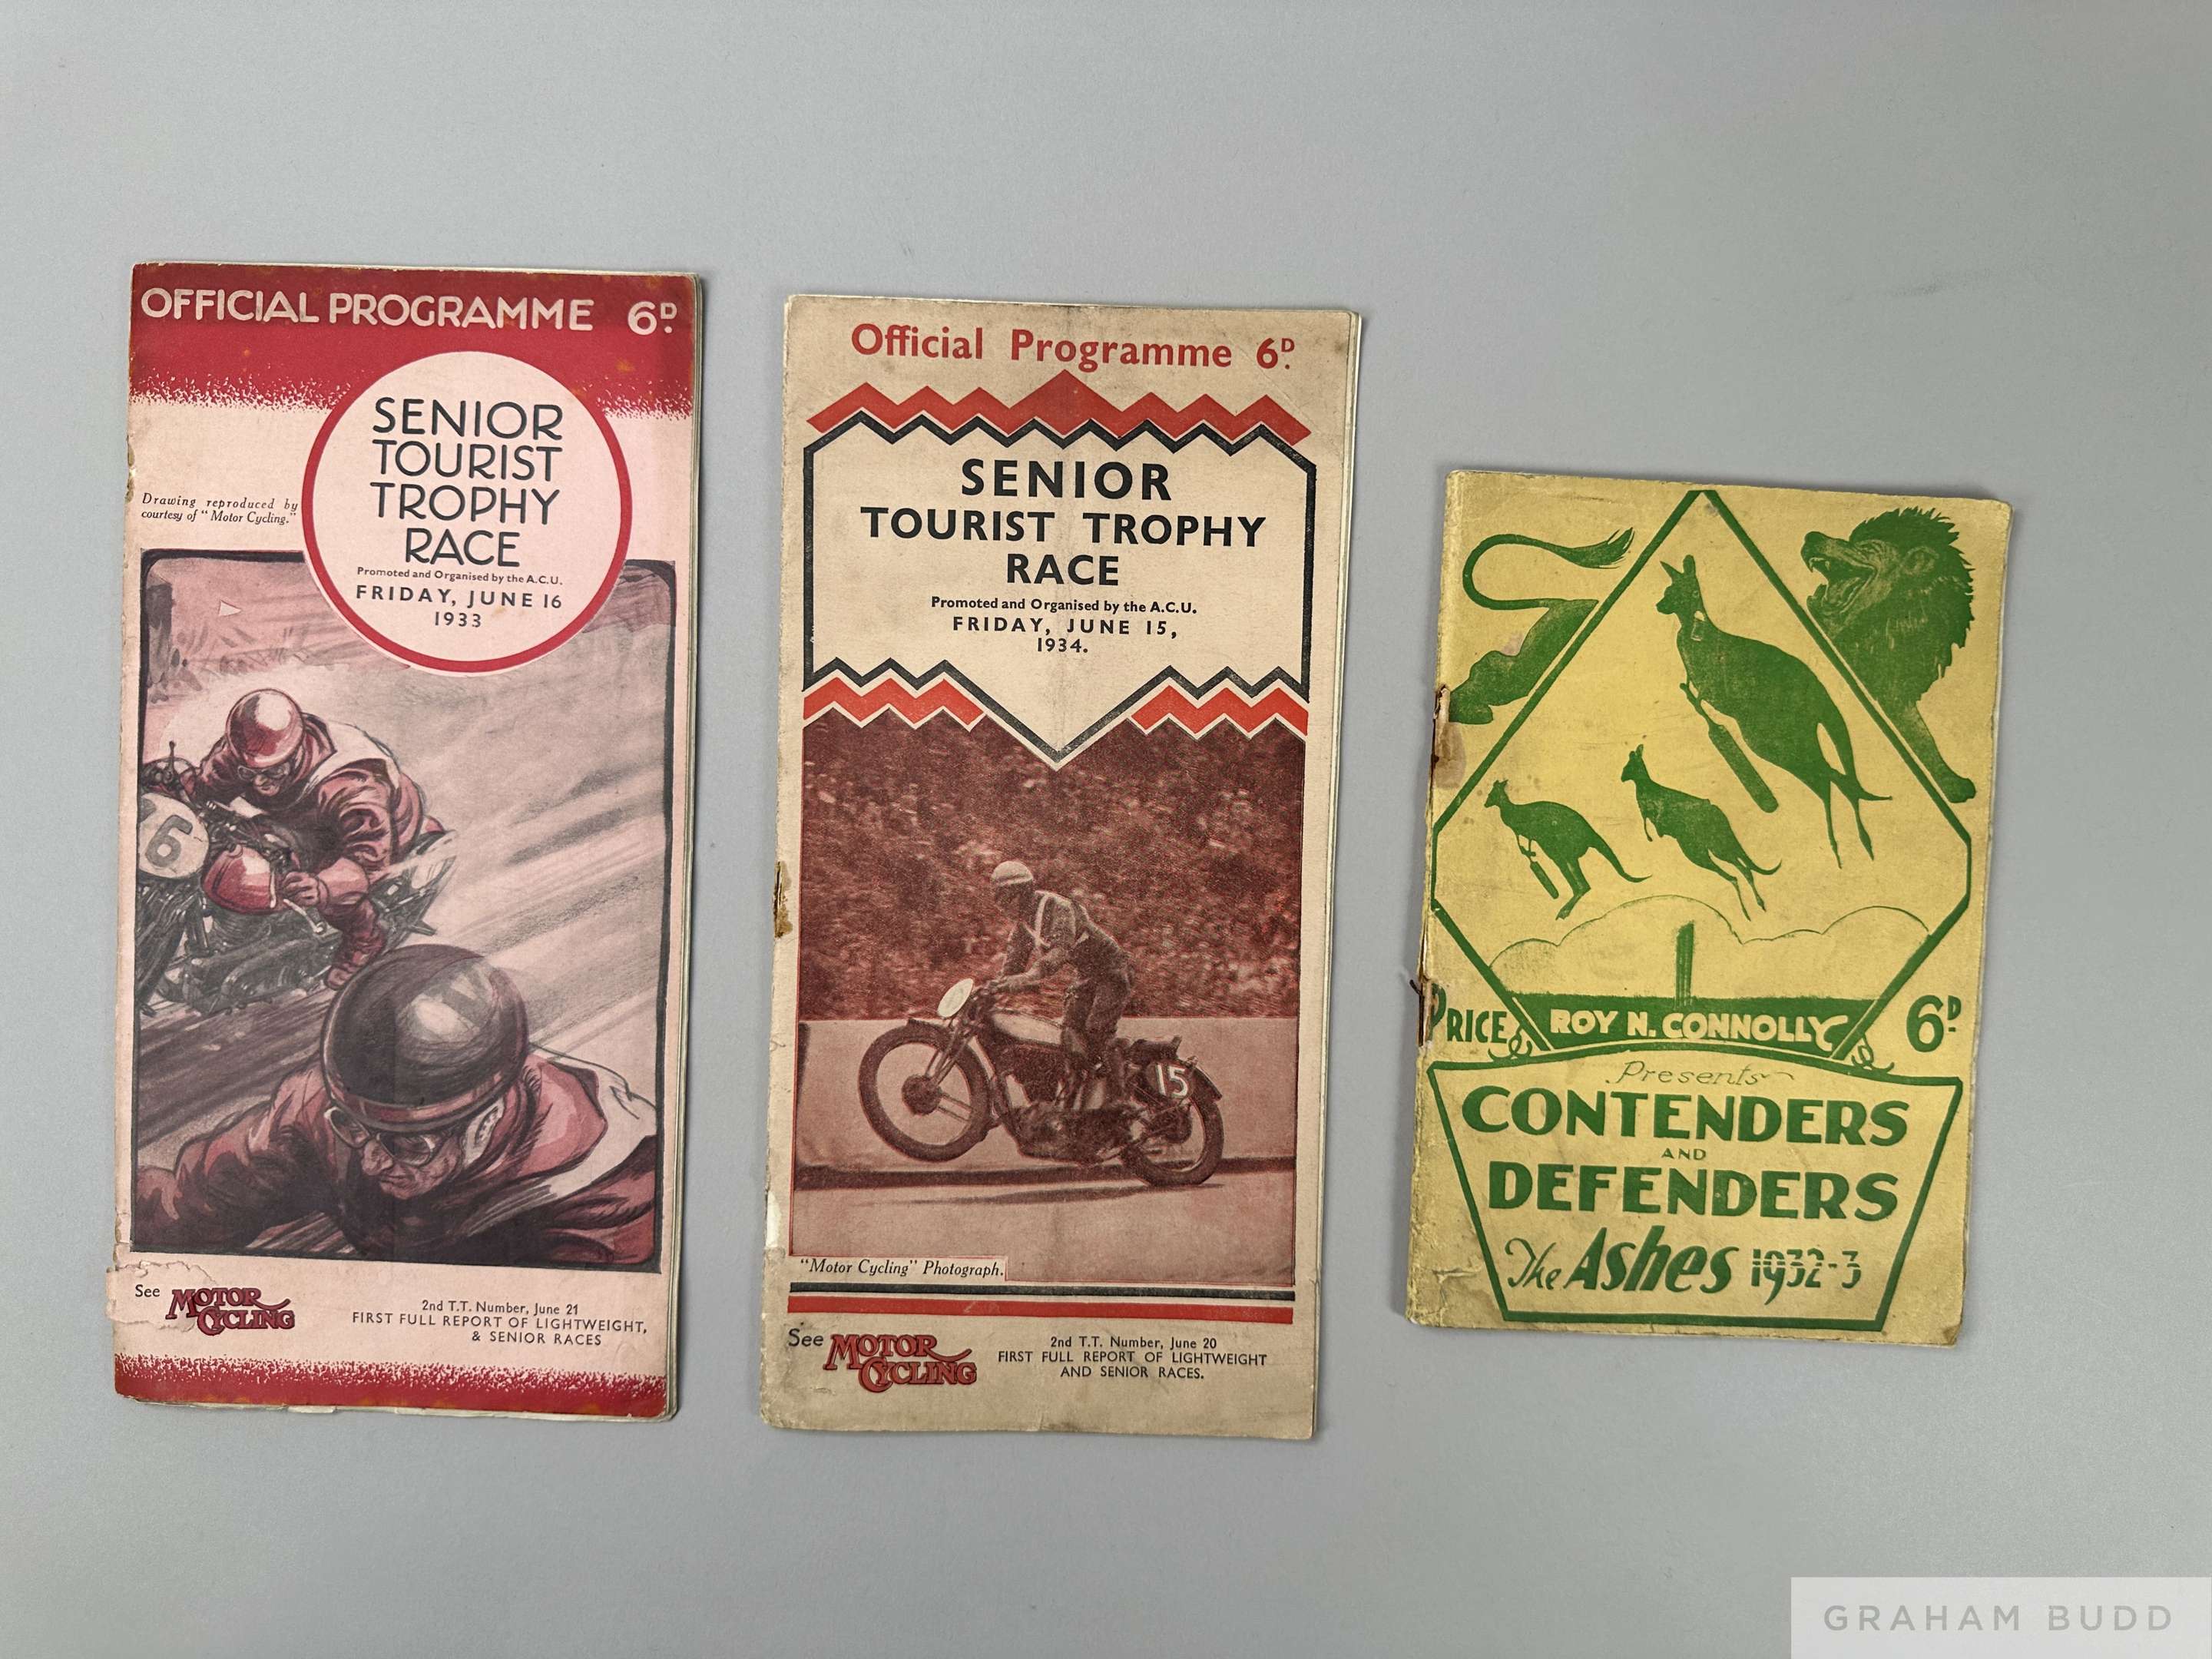 OFFICIAL PROGRAMME 6D.
SENIOR
TOURIST
TROPHY
RACE
Promoted and Organised by the A.C.U.
FRIDAY, JUNE 16
1933
Drawing reproduced by
courtesy of "Motor Cycling."
6
See MOTOR CYCLING
2nd T.T. Number, June 21
FIRST FULL REPORT OF LIGHTWEIGHT,
& SENIOR RACES
Official Programme 6D.
SENIOR
TOURIST TROPHY
RACE
Promoted and Organised by the A.C.U.
FRIDAY, JUNE 15,
1934.
15
"Motor Cycling" Photograph.
See MOTOR CYCLING
2nd T.T. Number, June 20
FIRST FULL REPORT OF LIGHTWEIGHT
AND SENIOR RACES.
PRICE 6D.
ROY N. CONNOLLY
Presents
CONTENDERS
AND
DEFENDERS
The Ashes 1932-3
GRAHAM BUDD